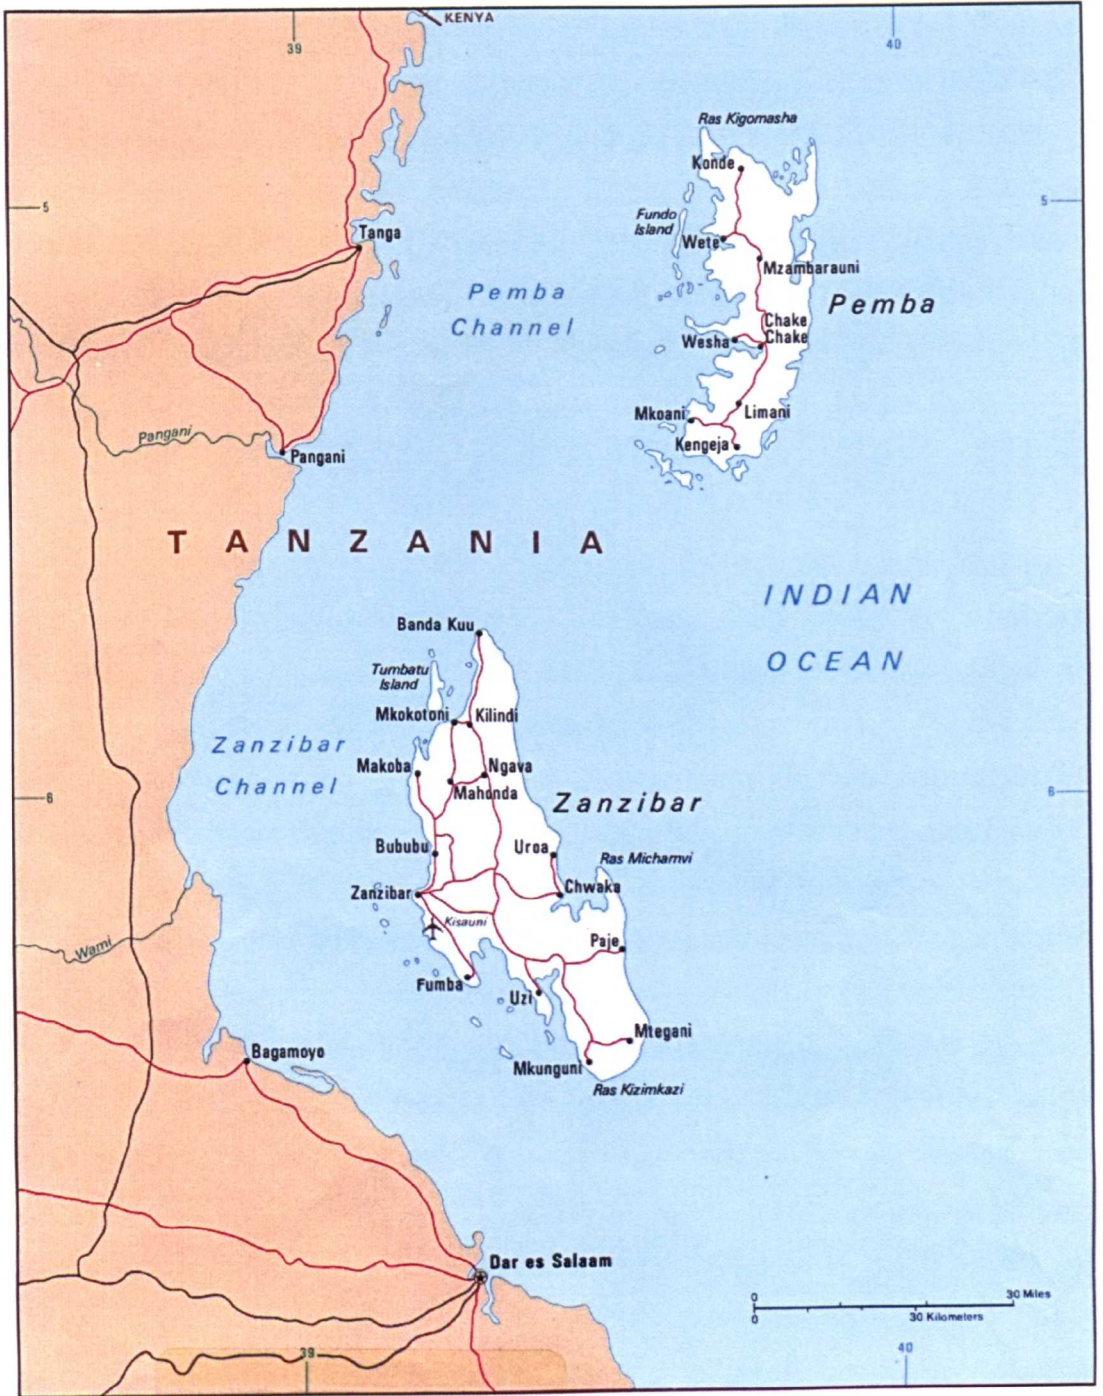 KENYA
39
40
Ras Kigomasha
Konde
5
5
Fundo
Island
Tanga
Wete
Mzambarauni
Pemba
Channel
Pemba
Chake
Chake
Wesha
Mkoani
Limani
Pangani
Kengeja
Pangani
TANZANIA
INDIAN
OCEAN
Banda Kuu
Tumbatu
Island
Mkokotoni
Kilindi
Zanzibar
Channel
Makoba
Ngava
Mahonda
6
6
Zanzibar
Bububu
Uroa
Ras Michamvi
Zanzibar
Chwaka
Kisauni
Paje
Wami
Fumba
Uzi
Mtegani
Bagamoyo
Mkunguni
Ras Kizimkazi
Dar es Salaam
0
30 Miles
0
30 Kilometers
39
40